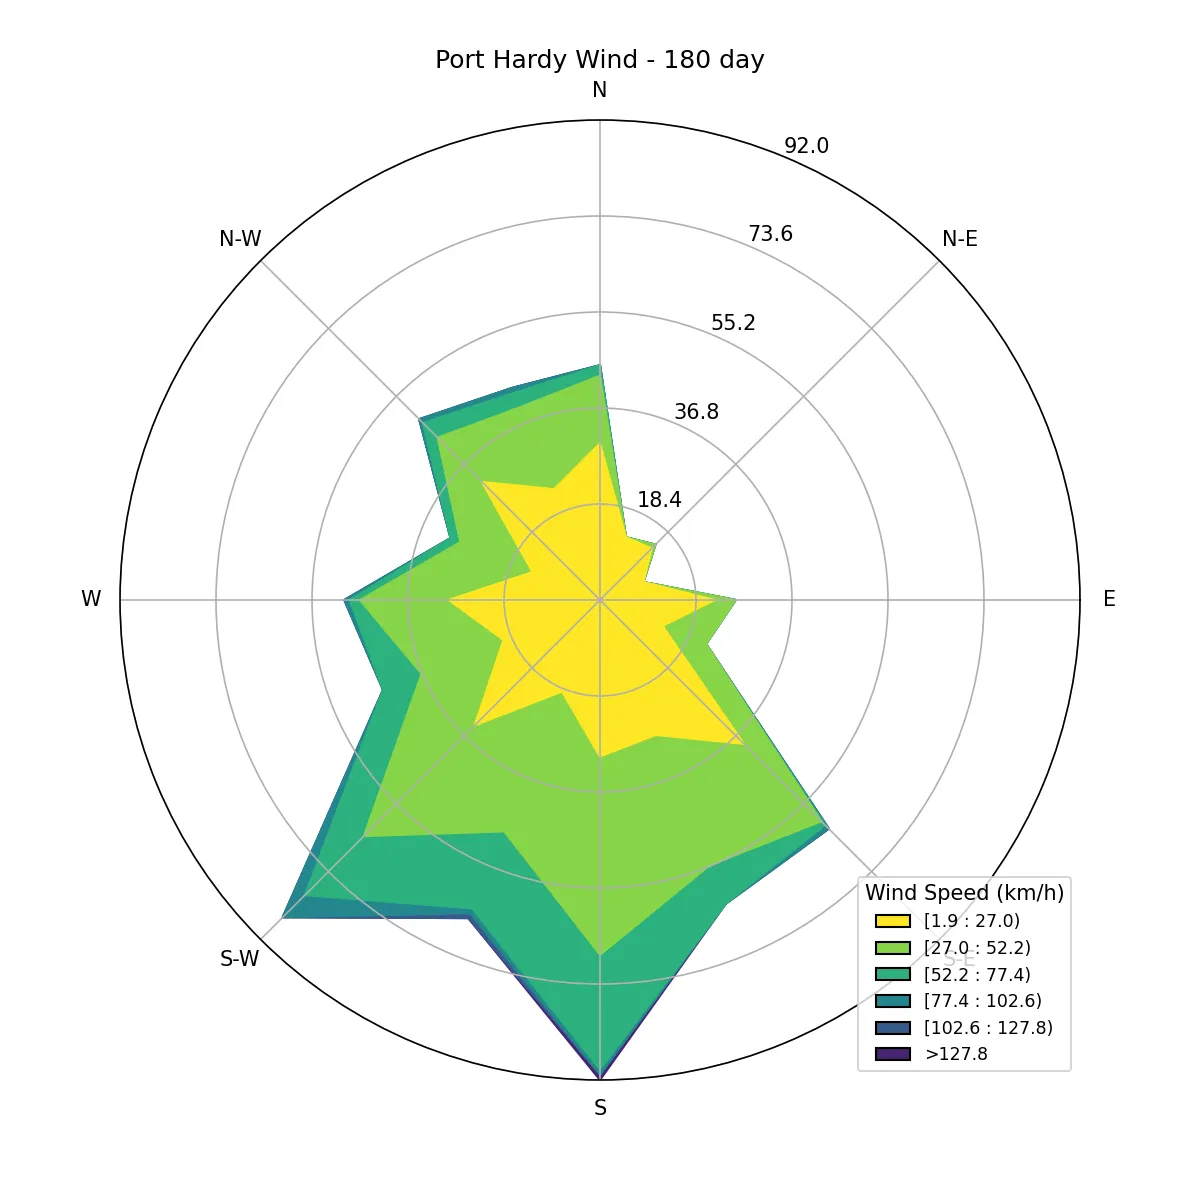 Port Hardy Wind - 180 day
N
92.0
N-W
N-E
73.6
55.2
36.8
18.4
W
E
S-W
S-E
S
Wind Speed (km/h)
[1.9 : 27.0)
[27.0 : 52.2)
[52.2 : 77.4)
[77.4 : 102.6)
[102.6 : 127.8)
>127.8